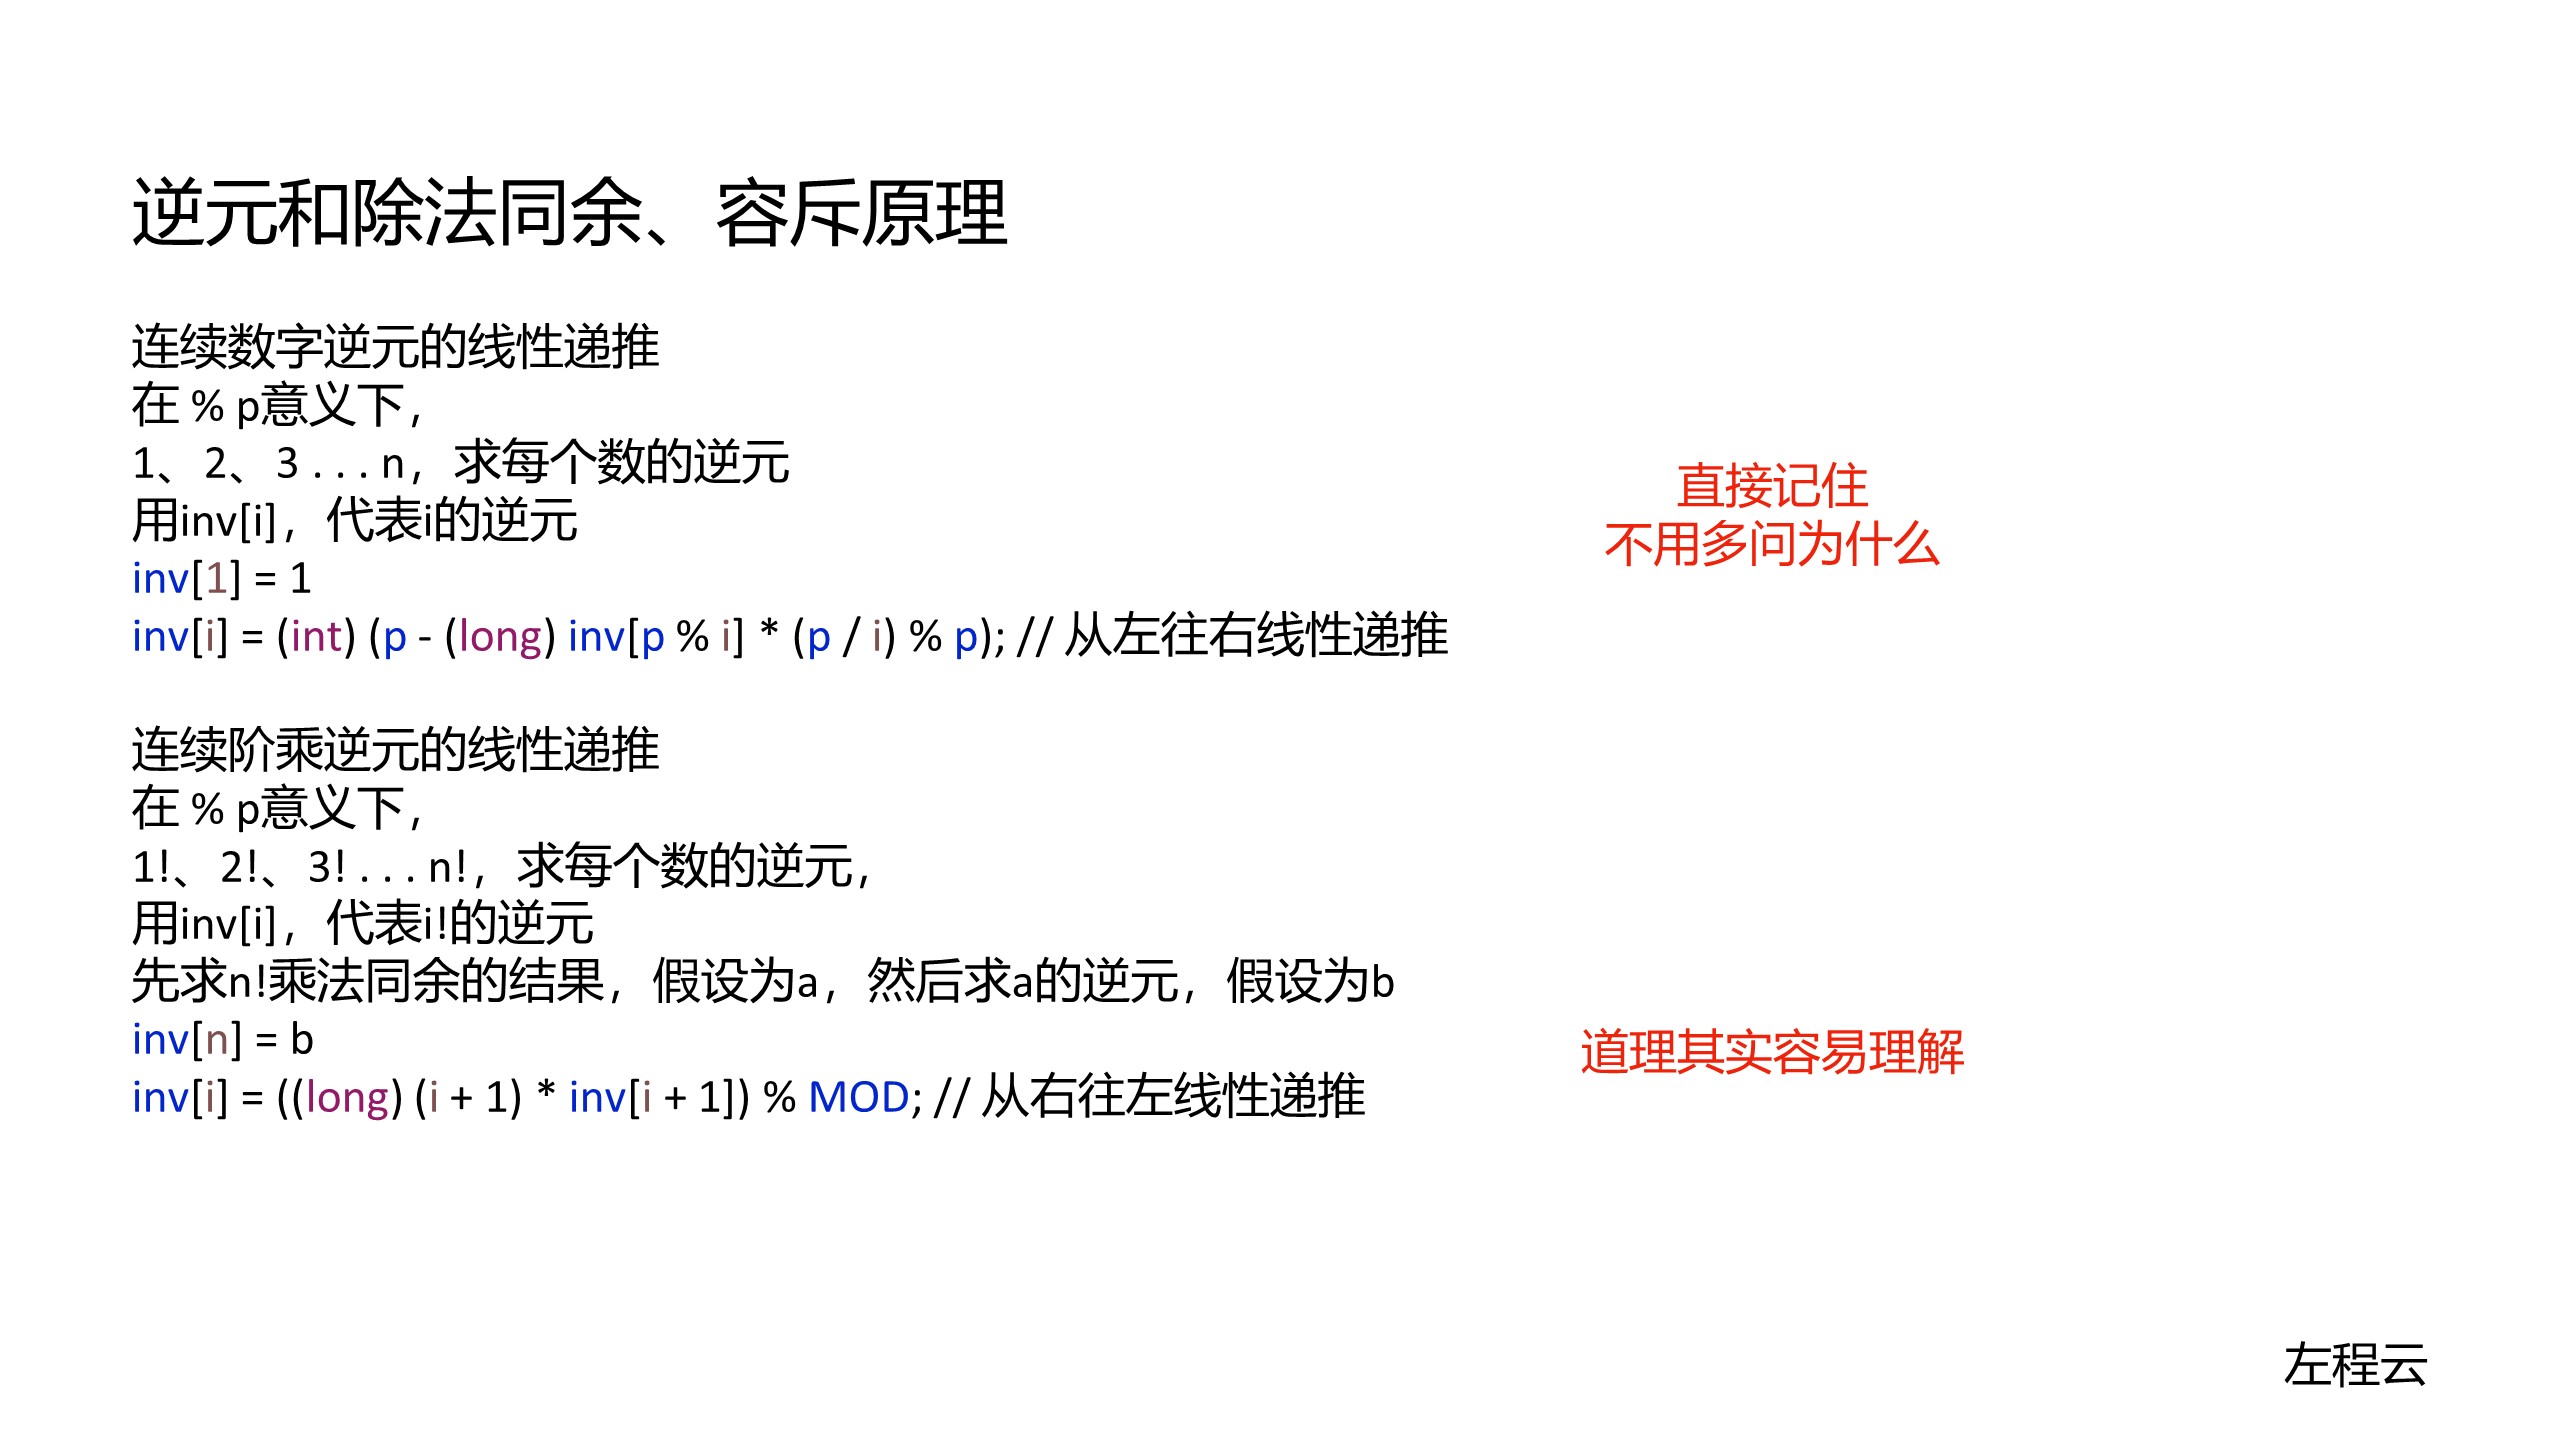 逆元和除法同余、容斥原理
连续数字逆元的线性递推
在 % p意义下，
1、2、3 . . . n，求每个数的逆元
用inv[i]，代表i的逆元
inv[1] = 1
inv[i] = (int) (p - (long) inv[p % i] * (p / i) % p); // 从左往右线性递推
直接记住
不用多问为什么
连续阶乘逆元的线性递推
在 % p意义下，
1!、2!、3! . . . n!，求每个数的逆元，
用inv[i]，代表i!的逆元
先求n!乘法同余的结果，假设为a，然后求a的逆元，假设为b
inv[n] = b
inv[i] = ((long) (i + 1) * inv[i + 1]) % MOD; // 从右往左线性递推
道理其实容易理解
左程云